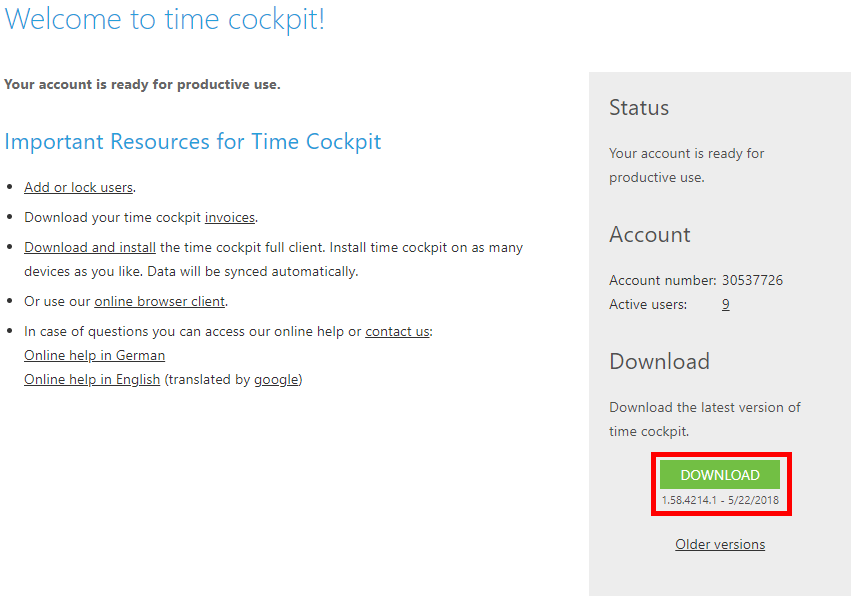 Welcome to time cockpit!
Your account is ready for productive use.
Important Resources for Time Cockpit
Add or lock users.
Download your time cockpit invoices.
Download and install the time cockpit full client. Install time cockpit on as many
devices as you like. Data will be synced automatically.
Or use our online browser client.
In case of questions you can access our online help or contact us:
Online help in German
Online help in English (translated by google)
Status
Your account is ready for
productive use.
Account
Account number: 30537726
Active users: 9
Download
Download the latest version of
time cockpit.
DOWNLOAD
1.58.4214.1 - 5/22/2018
Older versions